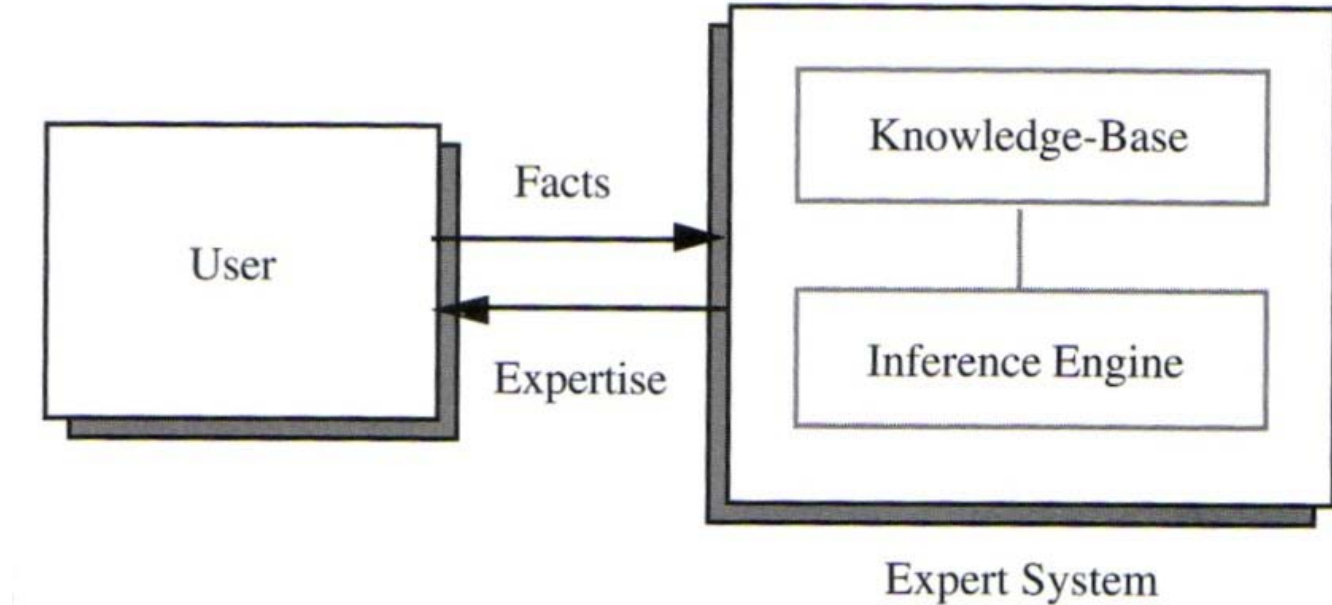 Knowledge-Base
Facts
User
Inference Engine
Expertise
Expert System